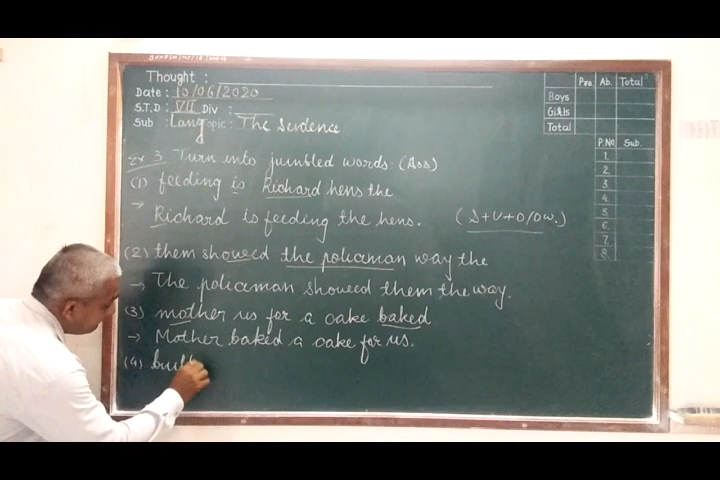 Thought :
Date : 10/06/2020
S.T.D : VII Div :
Sub : Lang Topic : The Sentence
Pre. Ab. Total
Boys
Girls
Total
P.No. Sub.
1.
2.
3.
4.
5.
6.
7.
8.
Ex 3. Turn into jumbled words. (Ass)
(1) feeding is Richard hens the
→ Richard is feeding the hens. (S+V+O/OW.)
(2) them showed the policeman way the
→ The policeman showed them the way.
(3) mother us for a cake baked
→ Mother baked a cake for us.
(4)